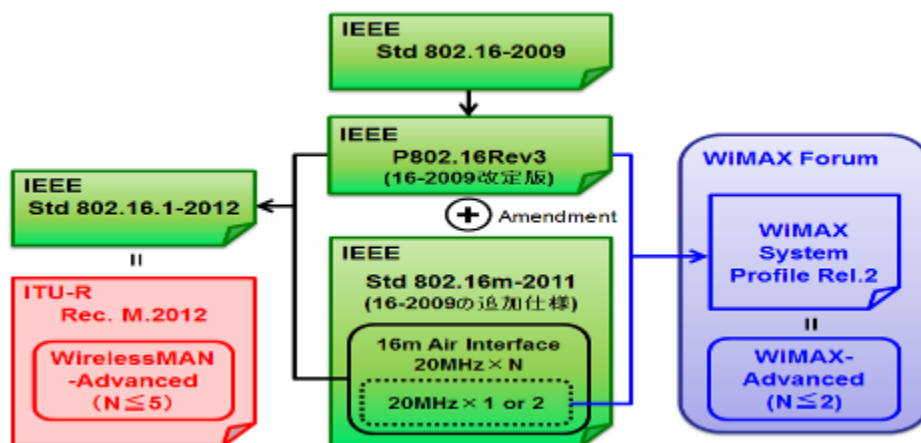 IEEE
Std 802.16-2009
IEEE
P802.16Rev3
(16-2009改定版)
Amendment
IEEE
Std 802.16.1-2012
=
ITU-R
Rec. M.2012
WirelessMAN
-Advanced
(N≦5)
IEEE
Std 802.16m-2011
(16-2009の追加仕様)
16m Air Interface
20MHz×N
20MHz×1 or 2
WiMAX Forum
WiMAX
System
Profile Rel.2
=
WiMAX-
Advanced
(N≦2)